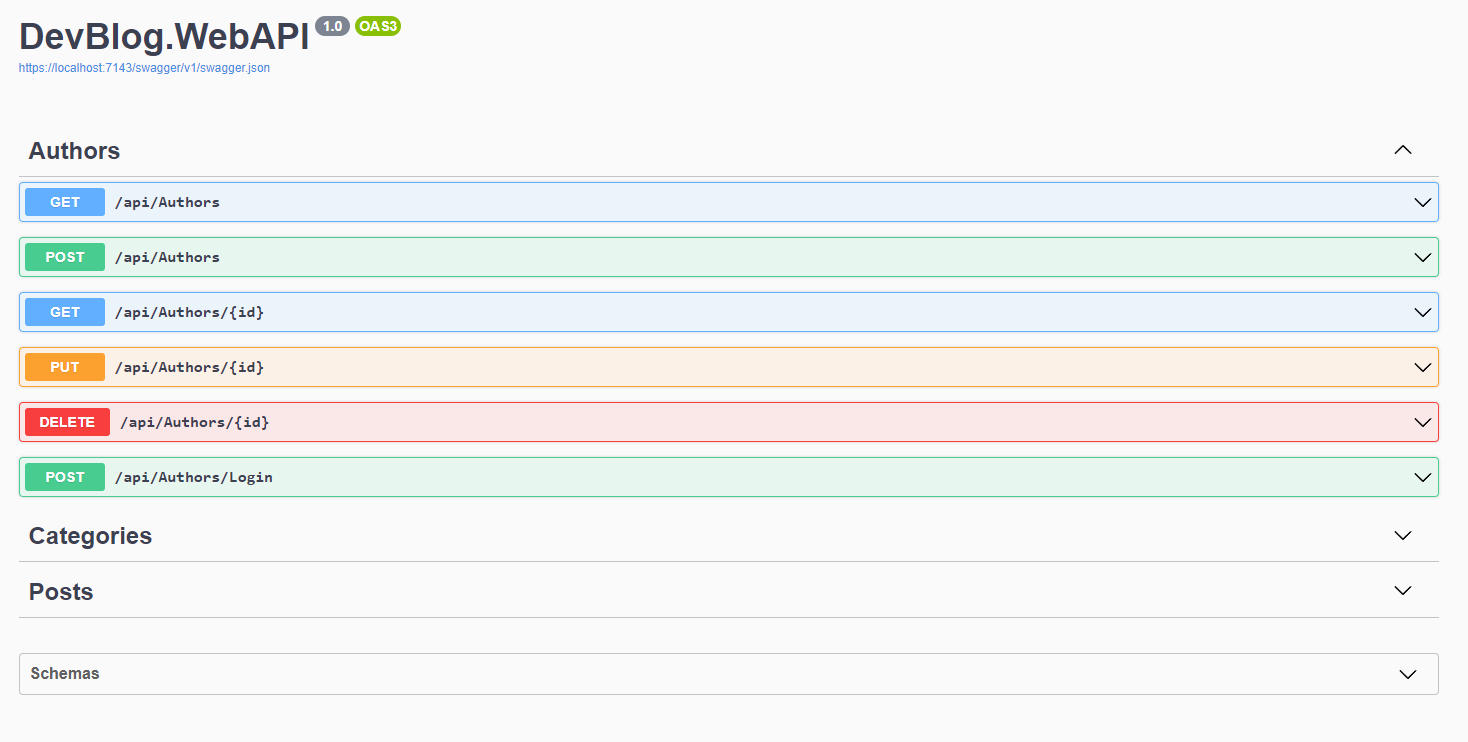 DevBlog.WebAPI 1.0 OAS3
https://localhost:7143/swagger/v1/swagger.json
Authors
GET /api/Authors
POST /api/Authors
GET /api/Authors/{id}
PUT /api/Authors/{id}
DELETE /api/Authors/{id}
POST /api/Authors/Login
Categories
Posts
Schemas